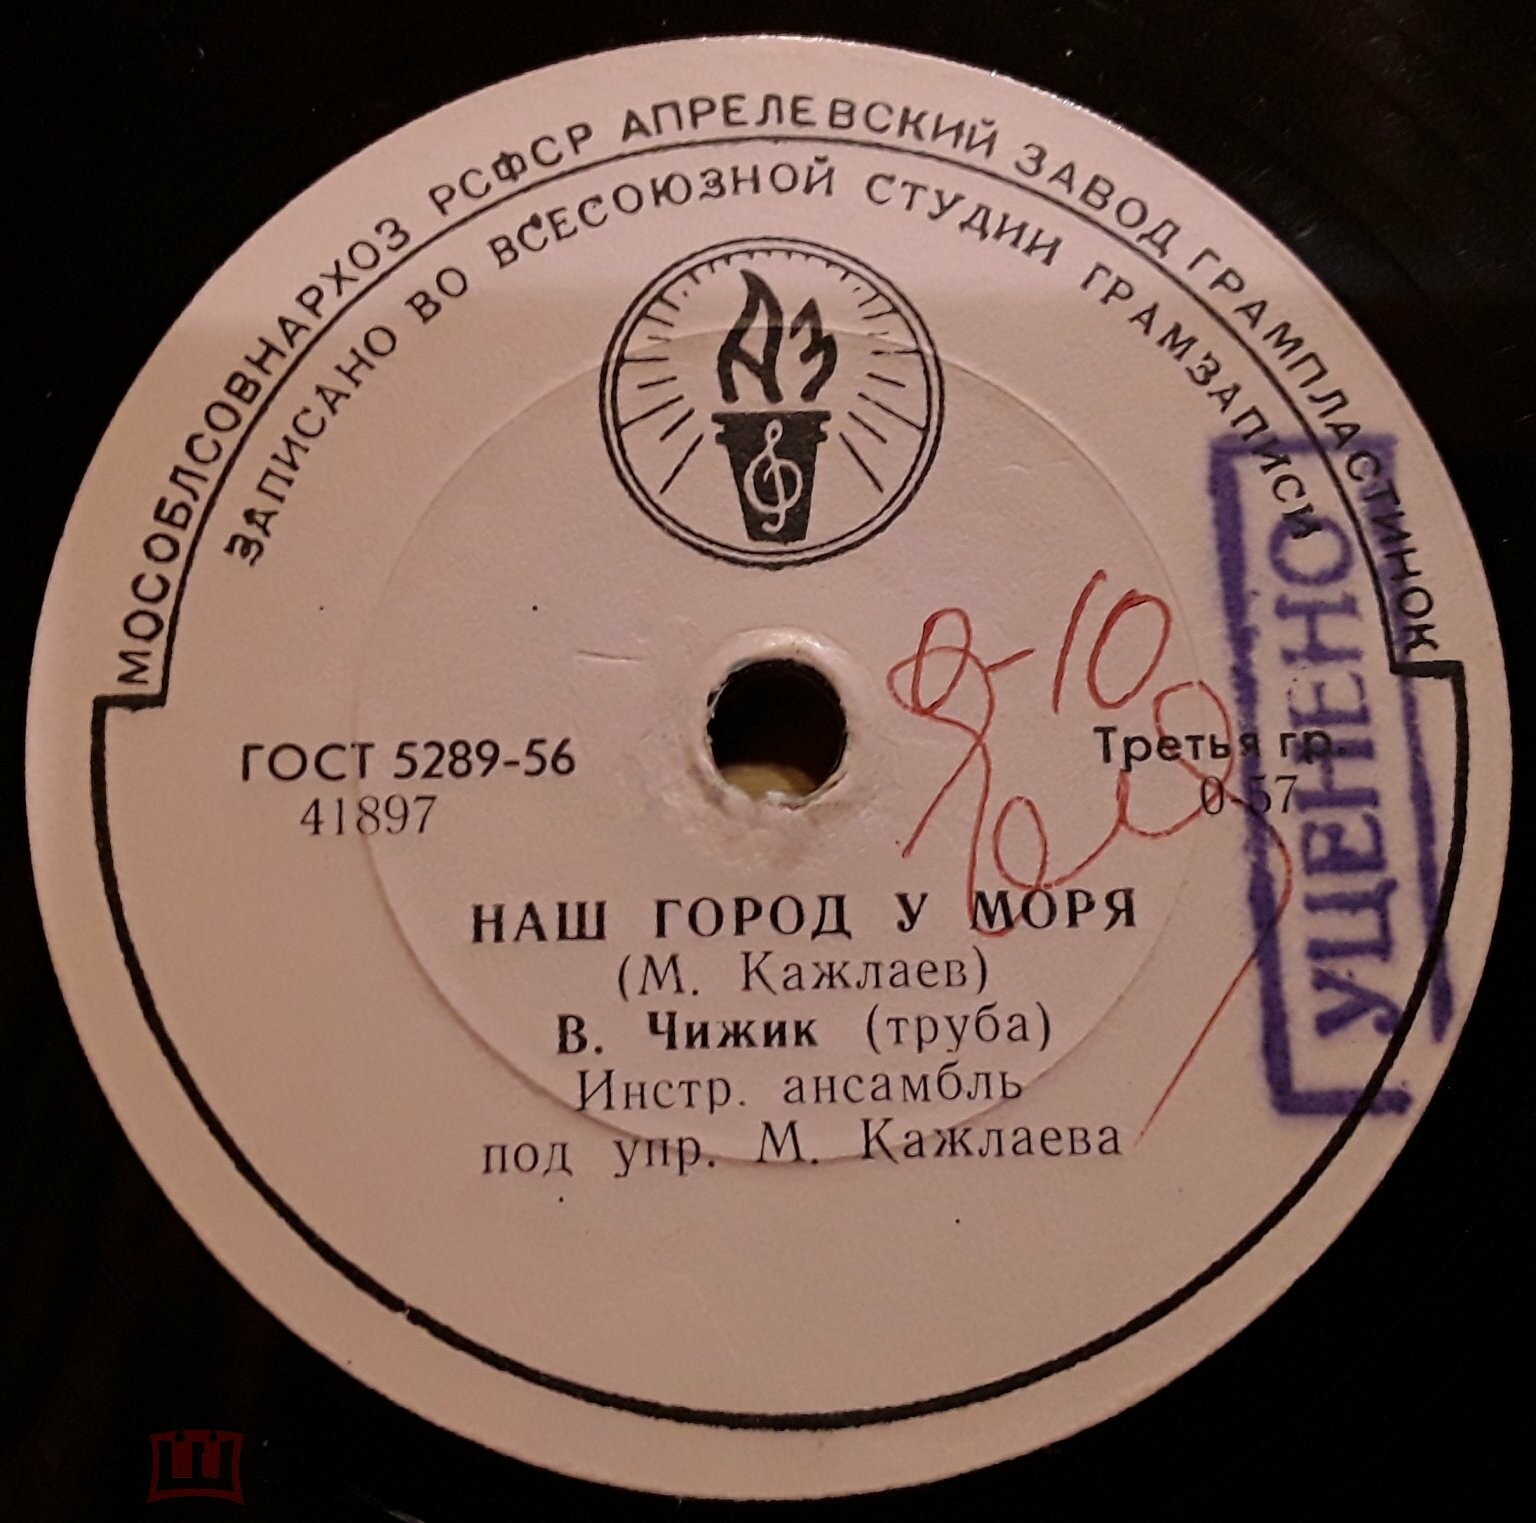 МОСОБЛСОВНАРХОЗ РСФСР АПРЕЛЕВСКИЙ ЗАВОД ГРАМПЛАСТИНОК
ЗАПИСАНО ВО ВСЕСОЮЗНОЙ СТУДИИ ГРАМЗАПИСИ
АЗ
УЦЕНЕНО
ГОСТ 5289-56
41897
Третья гр.
0-57
НАШ ГОРОД У МОРЯ
(М. Кажлаев)
В. Чижик (труба)
Инстр. ансамбль
под упр. М. Кажлаева